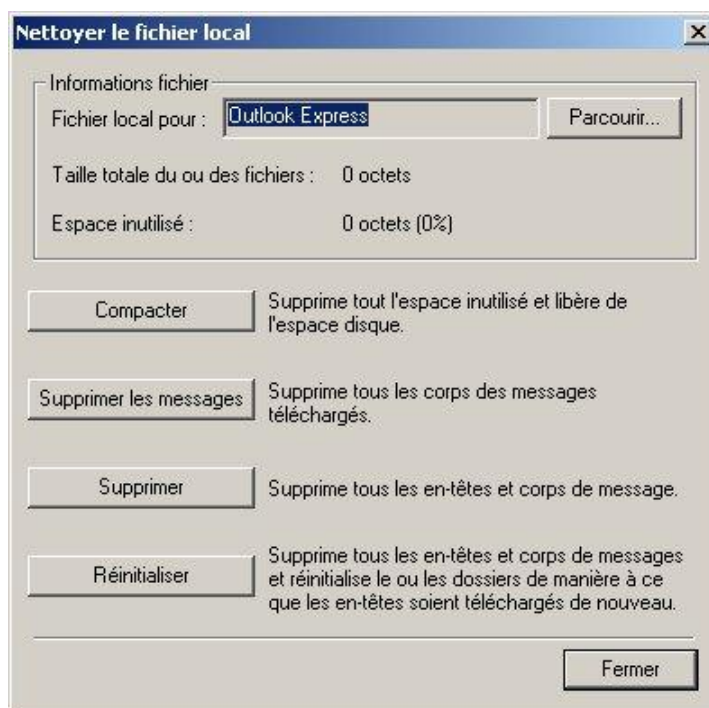 Nettoyer le fichier local
Informations fichier
Fichier local pour : Outlook Express Parcourir...
Taille totale du ou des fichiers : 0 octets
Espace inutilisé : 0 octets (0%)
Compacter
Supprime tout l'espace inutilisé et libère de
l'espace disque.
Supprimer les messages
Supprime tous les corps des messages
téléchargés.
Supprimer
Supprime tous les en-têtes et corps de message.
Réinitialiser
Supprime tous les en-têtes et corps de messages
et réinitialise le ou les dossiers de manière à ce
que les en-têtes soient téléchargés de nouveau.
Fermer